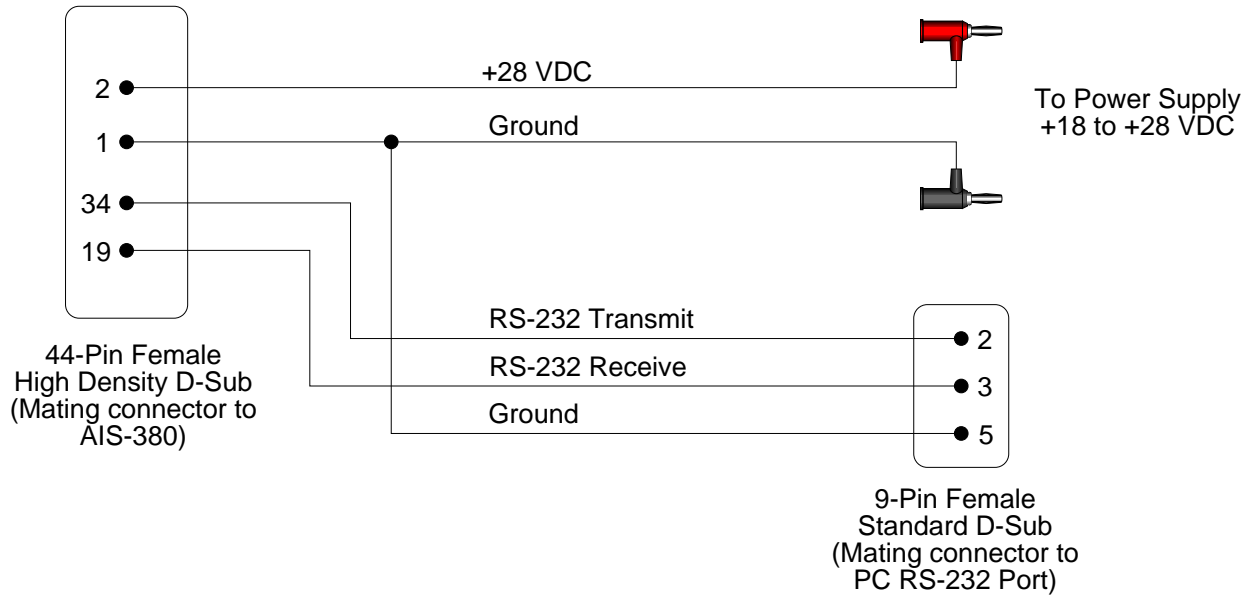 +28 VDC
2
To Power Supply
+18 to +28 VDC
Ground
1
34
19
RS-232 Transmit
2
RS-232 Receive
3
Ground
5
44-Pin Female
High Density D-Sub
(Mating connector to
AIS-380)
9-Pin Female
Standard D-Sub
(Mating connector to
PC RS-232 Port)